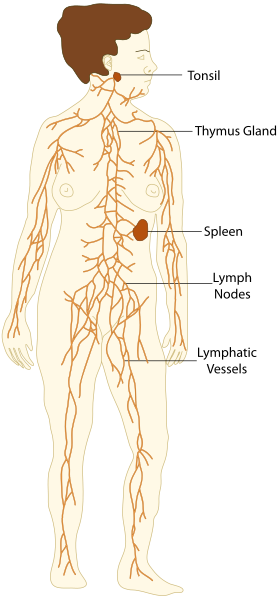 Tonsil
Thymus Gland
Spleen
Lymph
Nodes
Lymphatic
Vessels